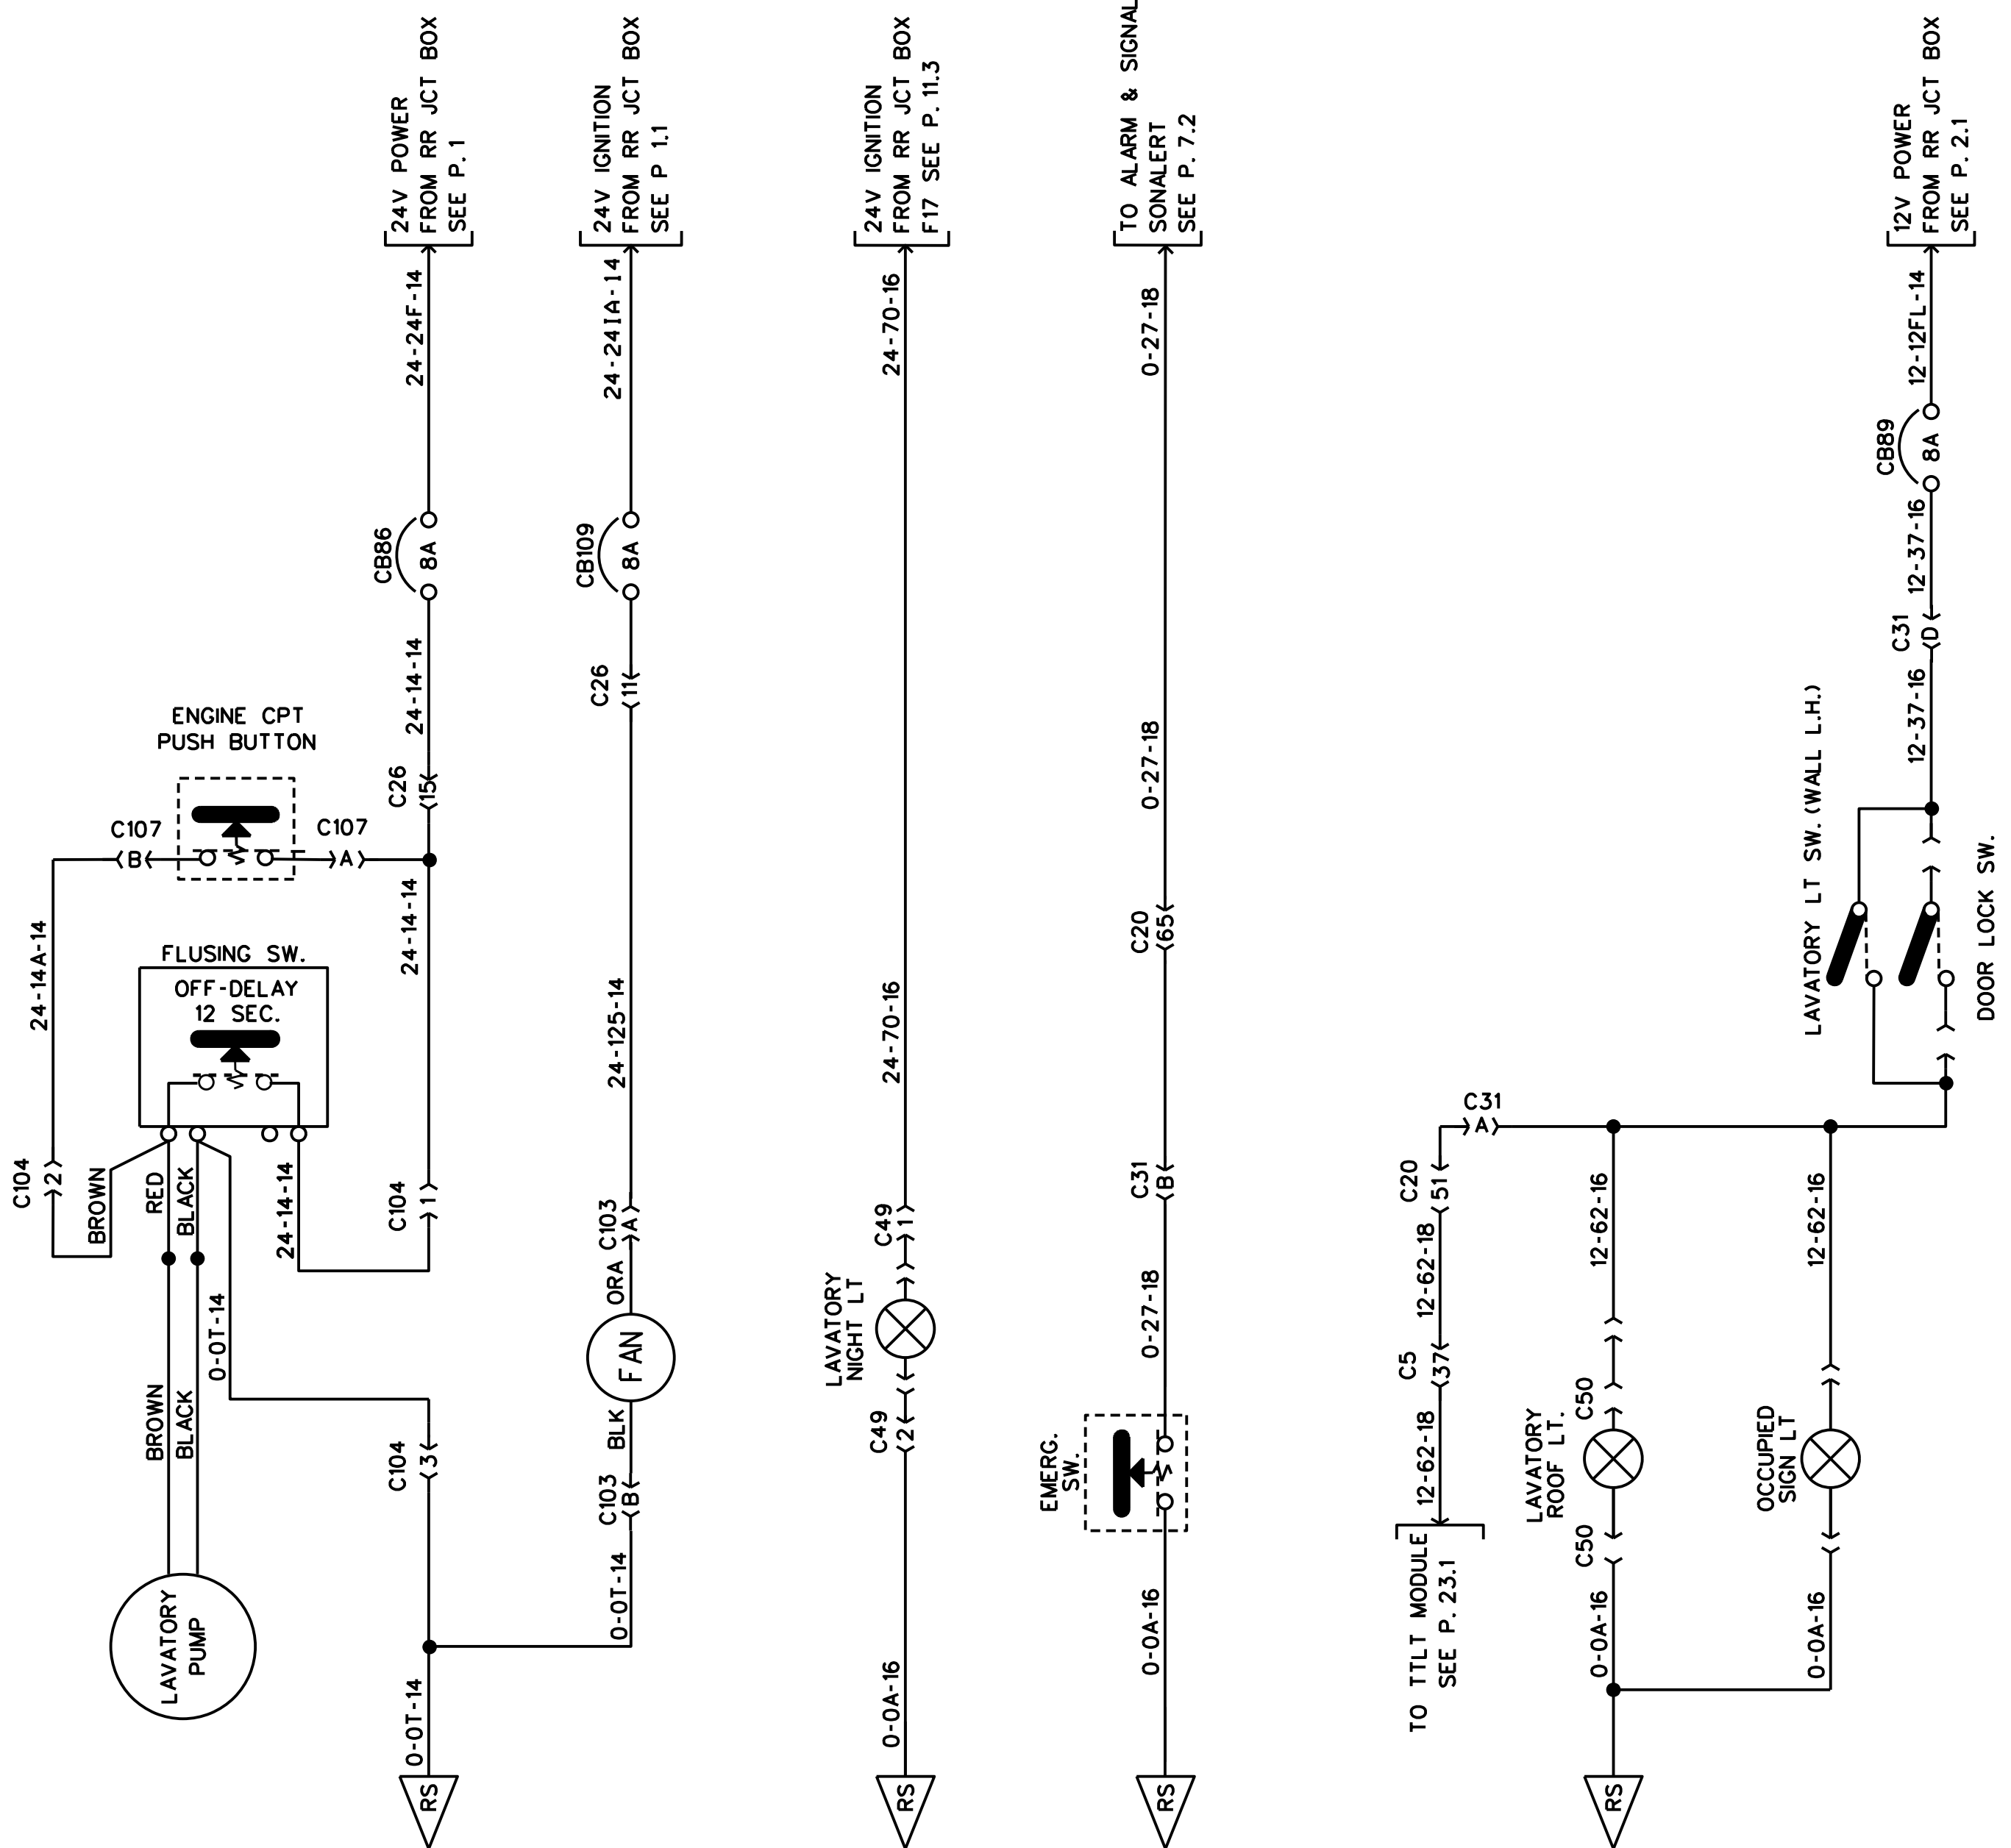 24V POWER
FROM RR JCT BOX
SEE P. 1
24V IGNITION
FROM RR JCT BOX
SEE P 1.1
24V IGNITION
FROM RR JCT BOX
F17 SEE P. 11.3
TO ALARM & SIGNAL
SONALERT
SEE P. 7.2
12V POWER
FROM RR JCT BOX
SEE P. 2.1
24-24F-14
24-24IA-14
24-70-16
0-27-18
12-12FL-14
CB86
8A
CB109
8A
CB89
8A
24-14-14
C26
15
C26
11
12-37-16
C31
D
12-37-16
0-27-18
ENGINE CPT
PUSH BUTTON
C107
B
C107
A
24-14A-14
24-14-14
FLUSING SW.
OFF-DELAY
12 SEC.
24-125-14
24-70-16
C20
65
LAVATORY LT SW. (WALL L.H.)
DOOR LOCK SW.
C104
2
BROWN
RED
BLACK
24-14-14
C104
1
C103
A
ORA
FAN
BLK
C103
B
C49
1
LAVATORY
NIGHT LT
C49
2
C31
B
0-27-18
EMERG.
SW.
C31
A
C20
51
12-62-18
C5
37
12-62-18
TO TTLT MODULE
SEE P. 23.1
12-62-16
12-62-16
C50
LAVATORY
ROOF LT.
C50
OCCUPIED
SIGN LT
0-0T-14
BROWN
BLACK
C104
3
LAVATORY
PUMP
0-0T-14
0-0T-14
0-0A-16
0-0A-16
0-0A-16
0-0A-16
RS
RS
RS
RS